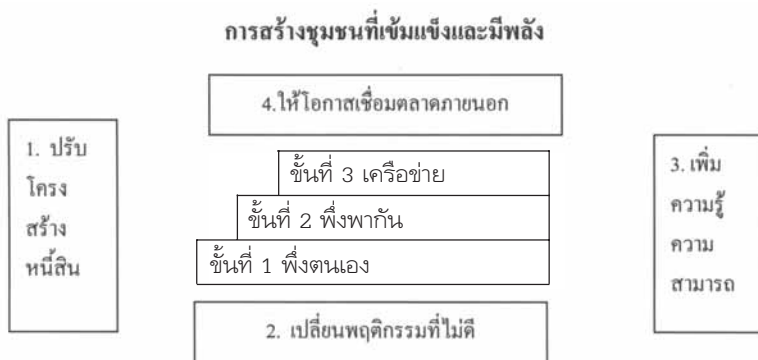 การสร้างชุมชนที่เข้มแข็งและมีพลัง
4.ให้โอกาสเชื่อมตลาดภายนอก
1. ปรับ
โครง
สร้าง
หนี้สิน
ขั้นที่ 3 เครือข่าย
ขั้นที่ 2 พึ่งพากัน
ขั้นที่ 1 พึ่งตนเอง
3. เพิ่ม
ความรู้
ความ
สามารถ
2. เปลี่ยนพฤติกรรมที่ไม่ดี